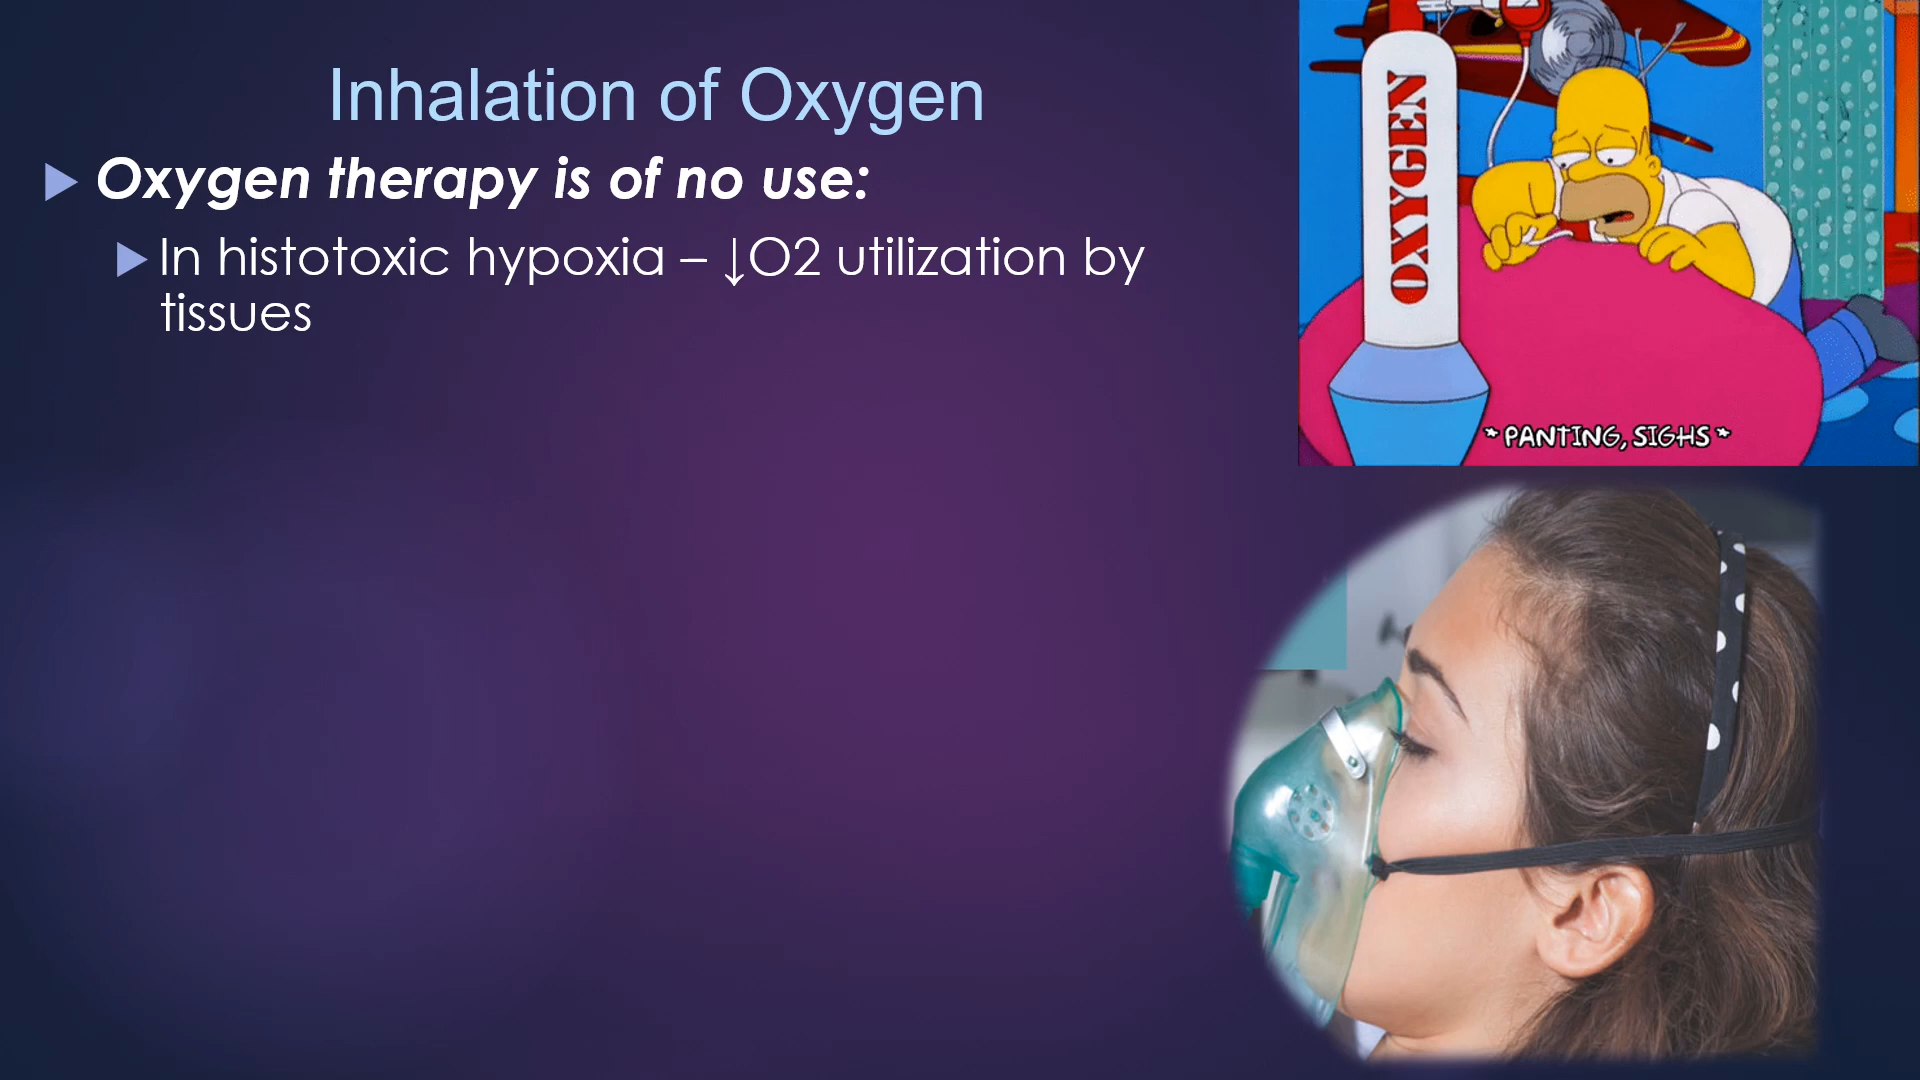 Inhalation of Oxygen
Oxygen therapy is of no use:
In histotoxic hypoxia – ↓O2 utilization by
tissues
OXYGEN
* PANTING, SIGHS *